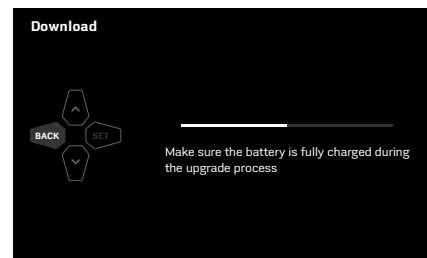 Download
BACK
SET
Make sure the battery is fully charged during
the upgrade process